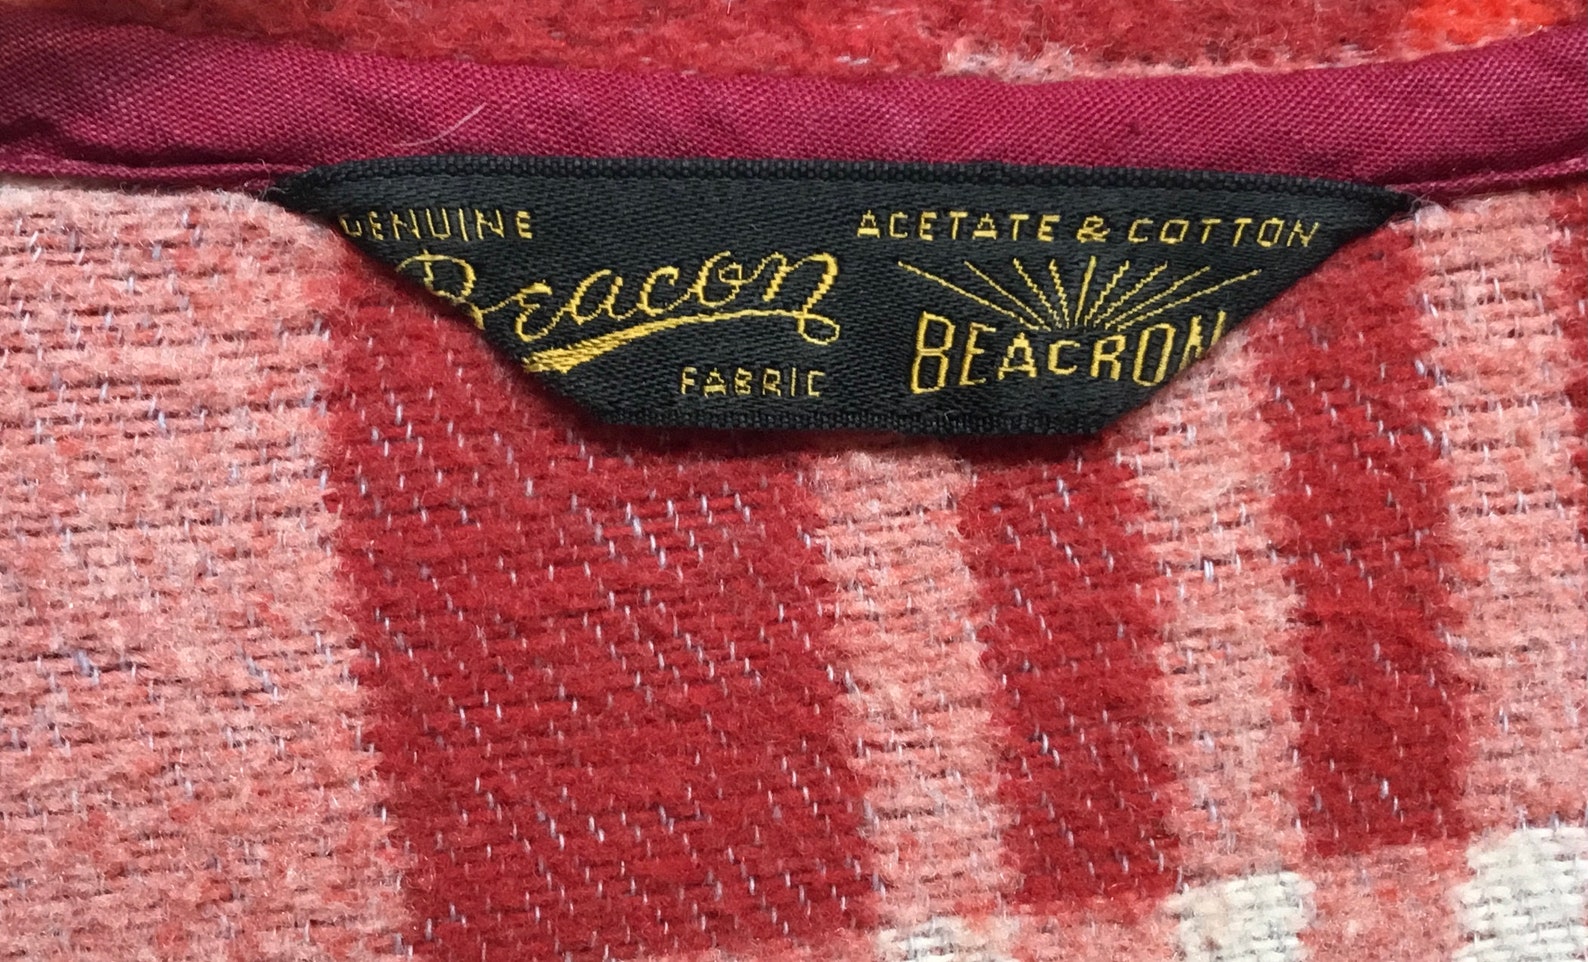 GENUINE
Beacon
FABRIC
ACETATE & COTTON
BEACRON